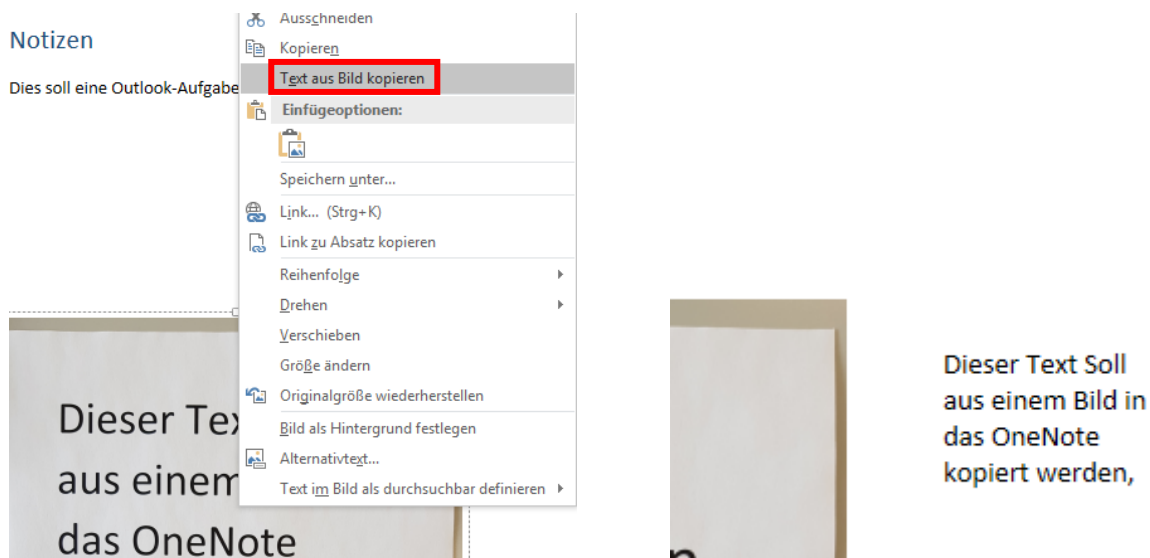 Notizen
Dies soll eine Outlook-Aufgabe
Ausschneiden
Kopieren
Text aus Bild kopieren
Einfügeoptionen:
Speichern unter...
Link... (Strg+K)
Link zu Absatz kopieren
Reihenfolge
Drehen
Verschieben
Größe ändern
Originalgröße wiederherstellen
Bild als Hintergrund festlegen
Alternativtext...
Text im Bild als durchsuchbar definieren
Dieser Te
aus einem
das OneNote
Dieser Text Soll
aus einem Bild in
das OneNote
kopiert werden,